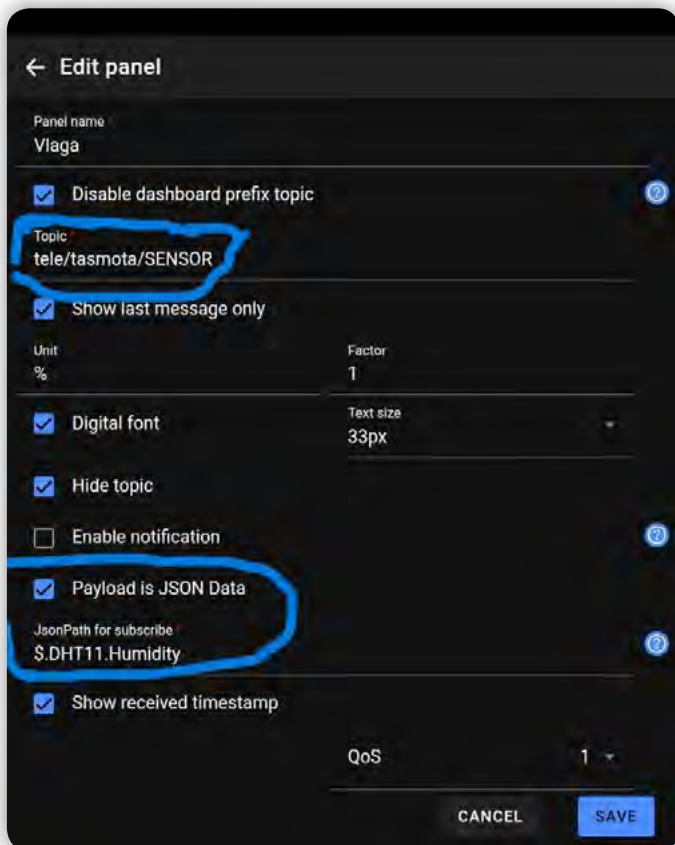 Edit panel
Panel name
Vlaga
Disable dashboard prefix topic
Topic
tele/tasmota/SENSOR
Show last message only
Unit
Factor
%
1
Digital font
Text size
33px
Hide topic
Enable notification
Payload is JSON Data
JsonPath for subscribe
$.DHT11.Humidity
Show received timestamp
QoS 1
CANCEL SAVE